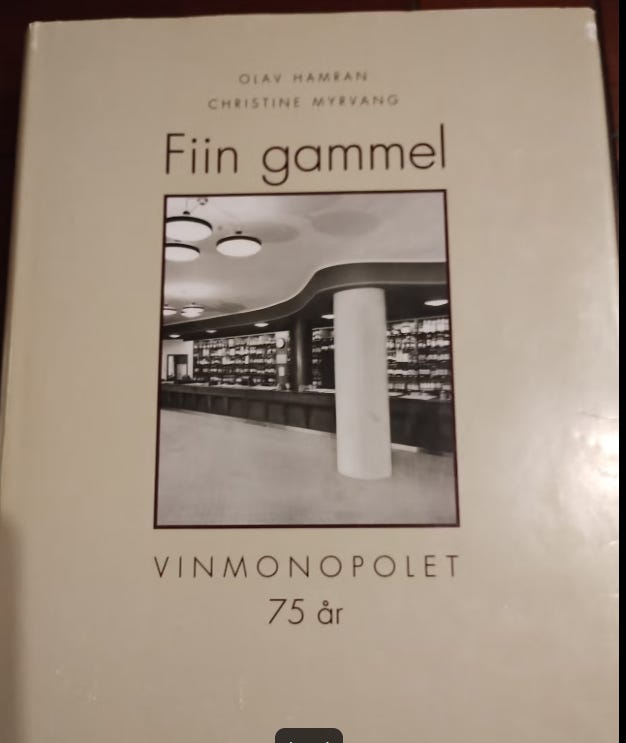 OLAV HAMRAN
CHRISTINE MYRVANG
Fiin gammel
VINMONOPOLET
75 år